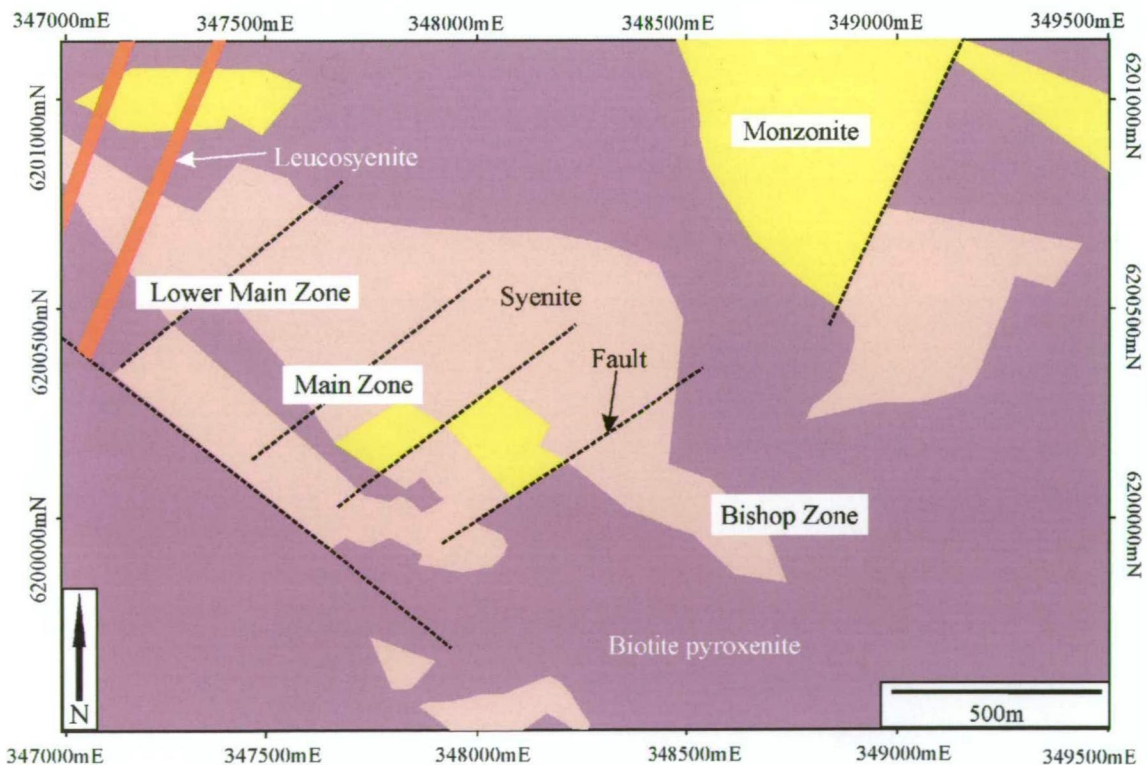 347000mE 347500mE 348000mE 348500mE 349000mE 349500mE
6201000mN
6201000mN
Monzonite
Leucosyenite
Lower Main Zone
Syenite
6200500mN
6200500mN
Fault
Main Zone
Bishop Zone
6200000mN
6200000mN
Biotite pyroxenite
N
500m
347000mE 347500mE 348000mE 348500mE 349000mE 349500mE